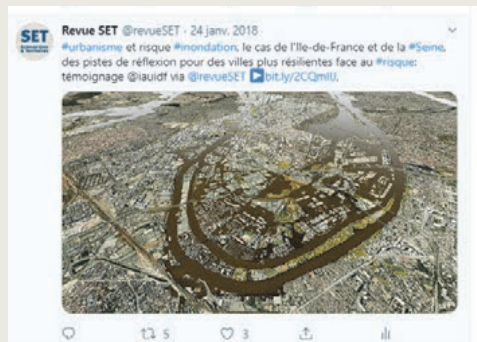 SET
Revue SET @revueSET · 24 janv. 2018
#urbanisme et risque #inondation, le cas de l'Ile-de-France et de la #Seine,
des pistes de réflexion pour des villes plus résilientes face au #risque:
témoignage @iauidf via @revueSET ▶bit.ly/2CQmIU.
5
3